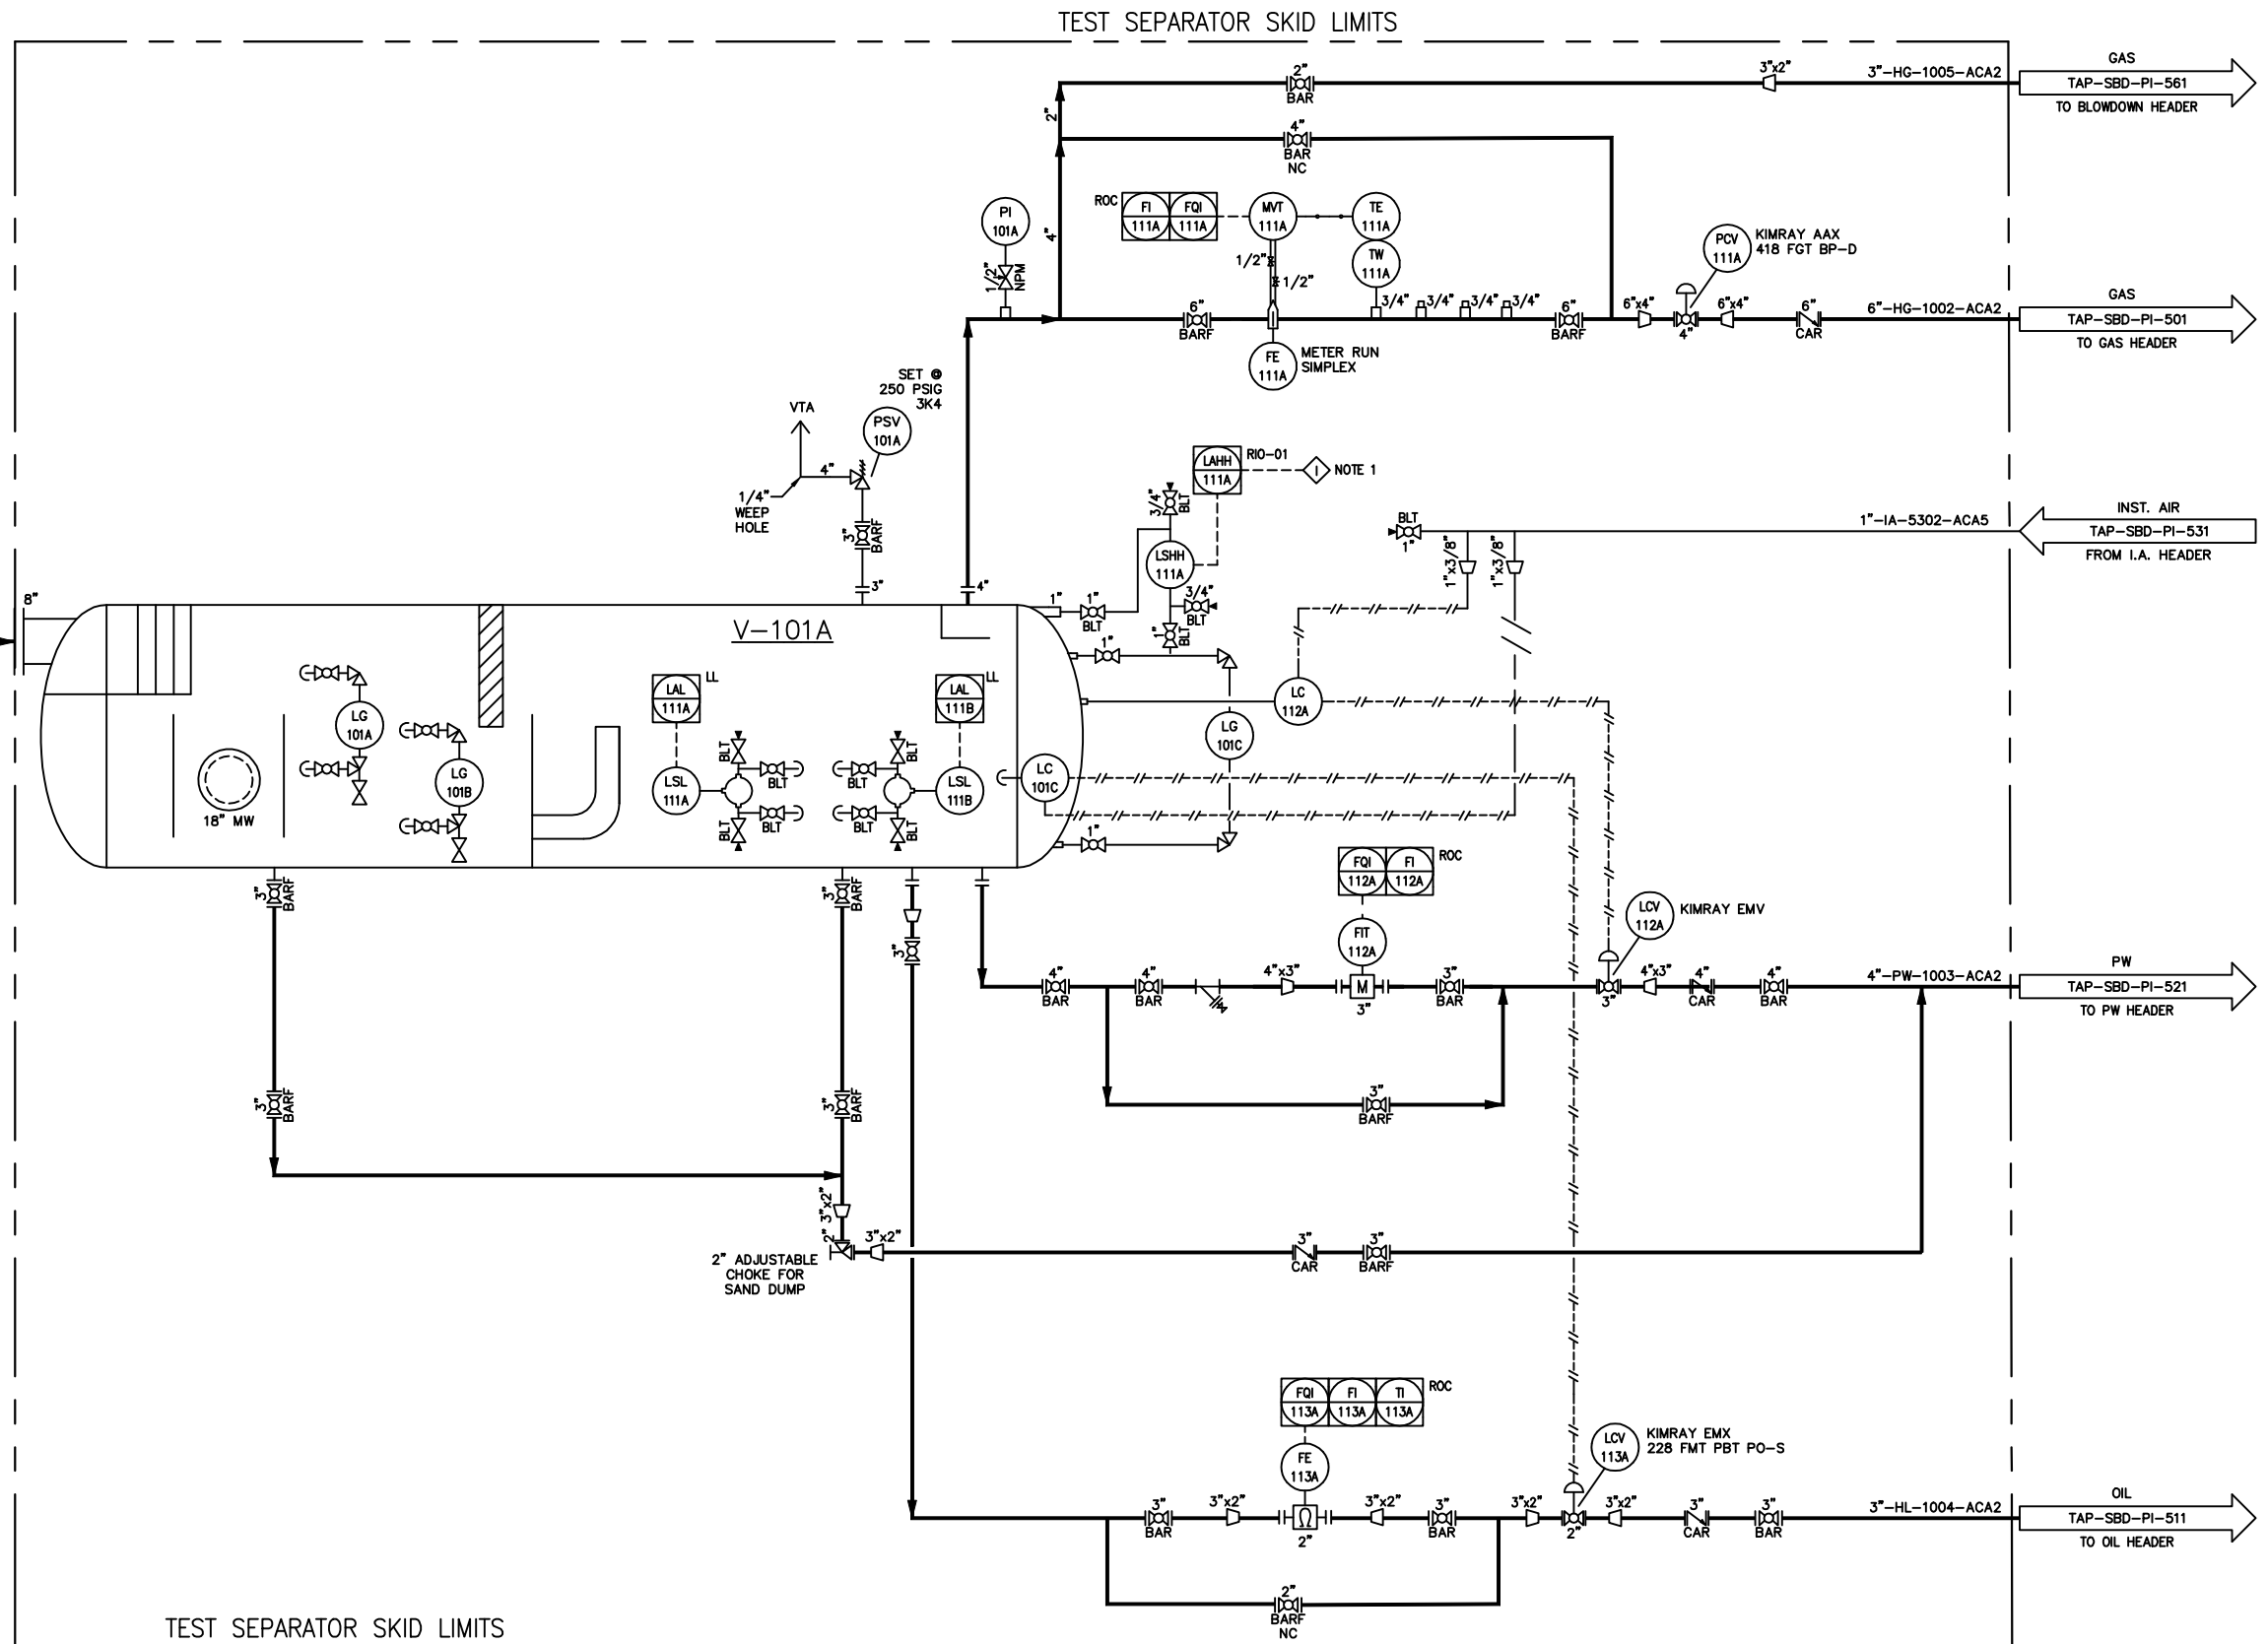 TEST SEPARATOR SKID LIMITS
2"
BAR
3"x2"
3"-HG-1005-ACA2
GAS
TAP-SBD-PI-561
TO BLOWDOWN HEADER
2"
4"
BAR
NC
4"
PI
101A
1/2"
NPM
ROC
FI
111A
FQI
111A
MVT
111A
TE
111A
TW
111A
1/2"
1/2"
PCV
111A
KIMRAY AAX
418 FGT BP-D
6"
BARF
3/4"
3/4"
3/4"
3/4"
6"
BARF
6"x4"
4"
6"x4"
6"
CAR
6"-HG-1002-ACA2
GAS
TAP-SBD-PI-501
TO GAS HEADER
FE
111A
METER RUN
SIMPLEX
SET @
250 PSIG
3K4
PSV
101A
VTA
4"
1/4"
WEEP
HOLE
3"
BARF
3"
4"
LAHH
111A
RIO-01
I
NOTE 1
3/4"
BLT
LSHH
111A
3/4"
BLT
1"
BLT
1"
1"
BLT
1"
BLT
1"
1"x3/8"
1"x3/8"
1"-IA-5302-ACA5
INST. AIR
TAP-SBD-PI-531
FROM I.A. HEADER
8"
V-101A
LG
101A
LG
101B
18" MW
LAL
111A
LL
LSL
111A
BLT
BLT
BLT
BLT
LAL
111B
LL
LSL
111B
BLT
BLT
BLT
BLT
LC
101C
LC
112A
LG
101C
1"
3"
BARF
3"
BARF
3"
FQI
112A
FI
112A
ROC
FIT
112A
LCV
112A
KIMRAY EMV
4"
BAR
4"
BAR
4"x3"
M
3"
3"
BAR
3"
4"x3"
4"
CAR
4"
BAR
4"-PW-1003-ACA2
PW
TAP-SBD-PI-521
TO PW HEADER
3"
BARF
3"
BARF
3"
BARF
3"x2"
2"
3"x2"
2" ADJUSTABLE
CHOKE FOR
SAND DUMP
3"
CAR
3"
BARF
FQI
113A
FI
113A
TI
113A
ROC
FE
113A
LCV
113A
KIMRAY EMX
228 FMT PBT PO-S
3"
BAR
3"x2"
Ω
2"
3"x2"
3"
BAR
3"x2"
2"
3"x2"
3"
CAR
3"
BAR
3"-HL-1004-ACA2
OIL
TAP-SBD-PI-511
TO OIL HEADER
2"
BARF
NC
TEST SEPARATOR SKID LIMITS